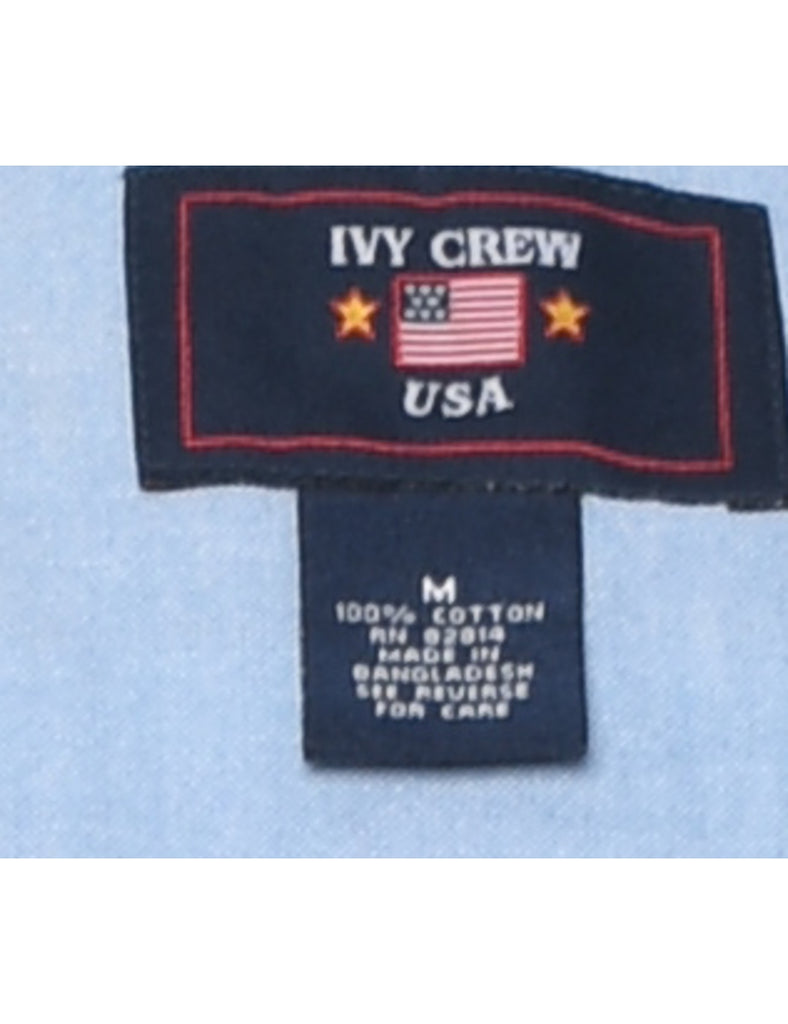 IVY CREW
USA
M
100% COTTON
RN 82814
MADE IN
BANGLADESH
SEE REVERSE
FOR CARE